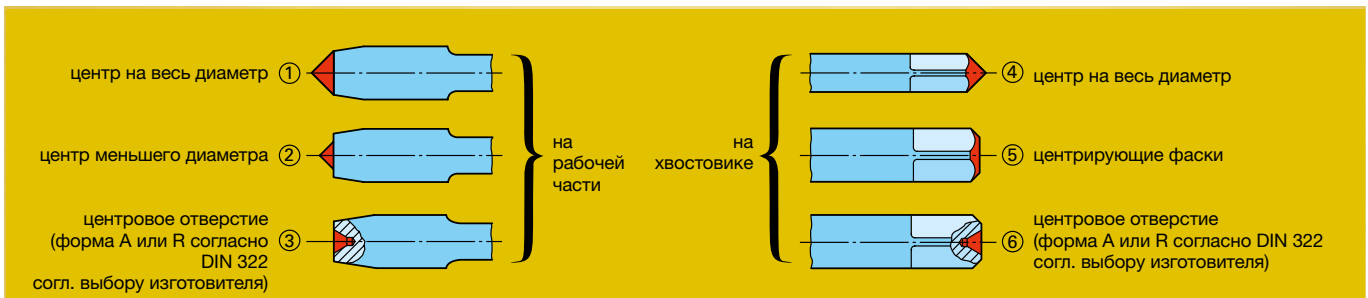 центр на весь диаметр ①
центр меньшего диаметра ②
центровое отверстие
(форма A или R согласно ③
DIN 322
согл. выбору изготовителя)
на
рабочей
части
на
хвостовике
④ центр на весь диаметр
⑤ центрирующие фаски
центровое отверстие
⑥ (форма A или R согласно DIN 322
согл. выбору изготовителя)